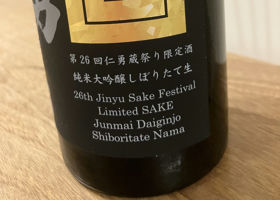 第26回仁勇蔵祭り限定酒
純米大吟醸しぼりたて生
26th Jinyu Sake Festival
Limited SAKE
Junmai Daiginjo
Shiboritate Nama